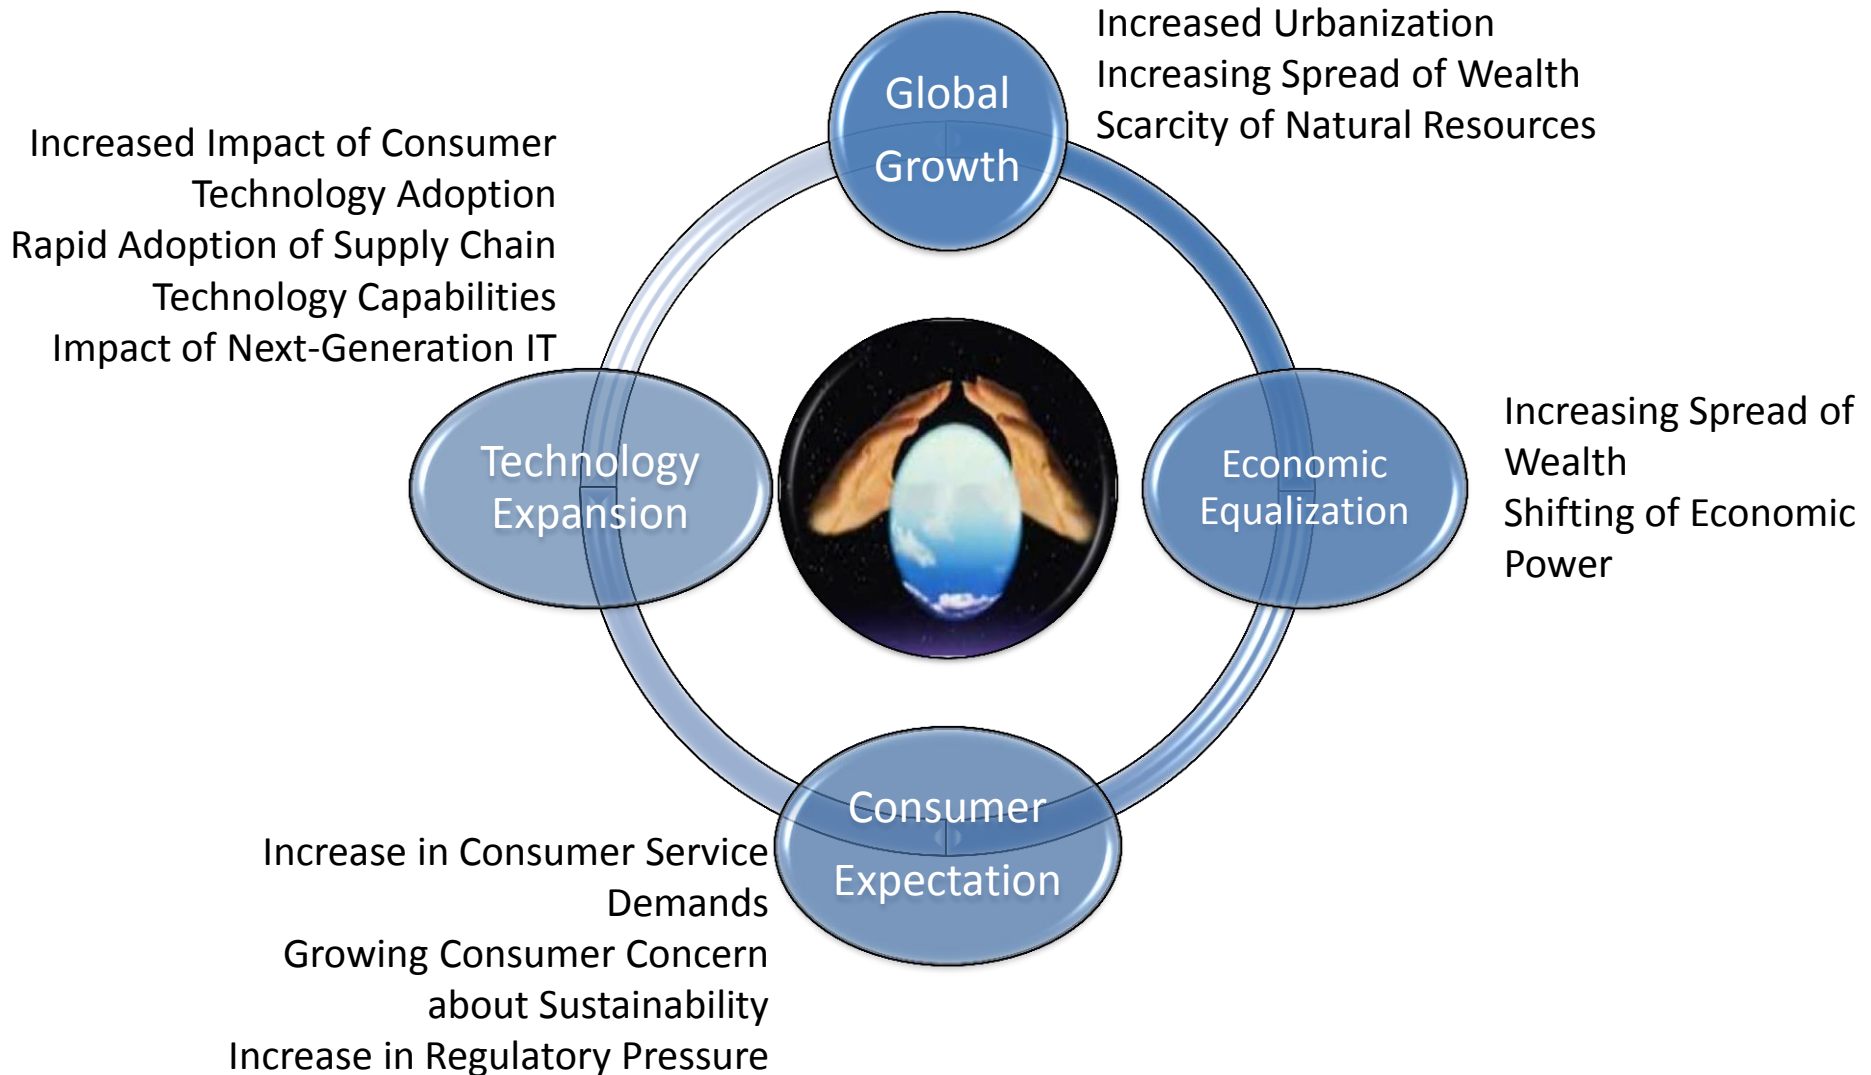 Global
Growth
Increased Urbanization
Increasing Spread of Wealth
Scarcity of Natural Resources
Increased Impact of Consumer
Technology Adoption
Rapid Adoption of Supply Chain
Technology Capabilities
Impact of Next-Generation IT
Technology
Expansion
Economic
Equalization
Increasing Spread of
Wealth
Shifting of Economic
Power
Consumer
Expectation
Increase in Consumer Service
Demands
Growing Consumer Concern
about Sustainability
Increase in Regulatory Pressure